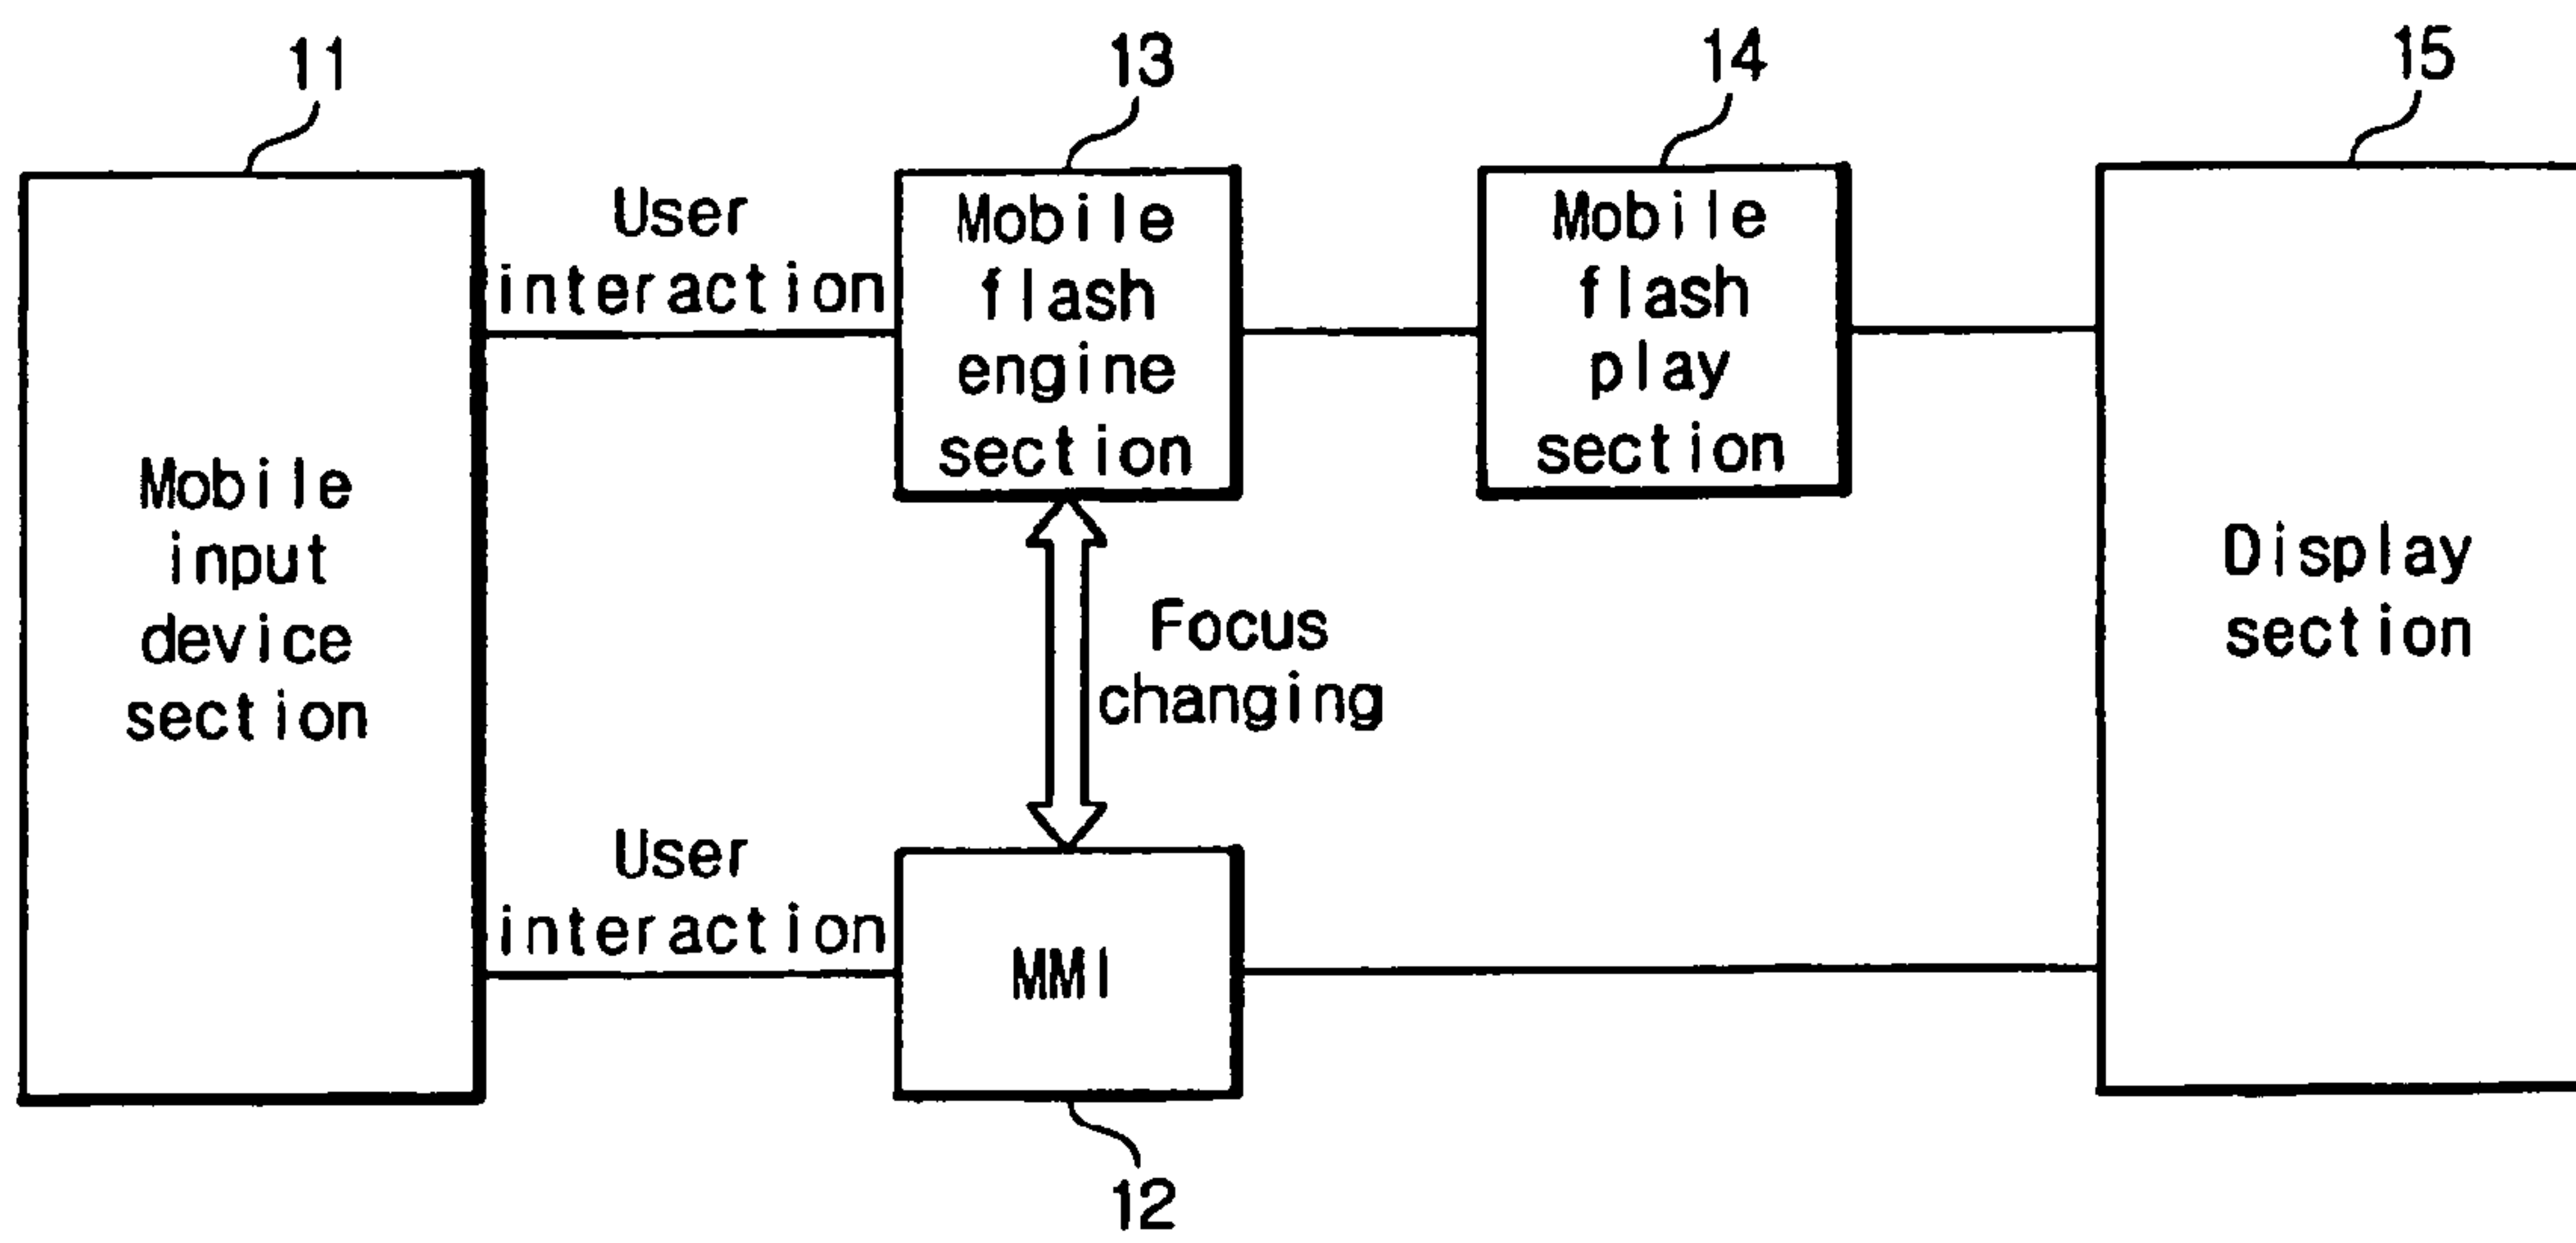 11
13
14
15
Mobile
input
device
section
User
interaction
Mobile
flash
engine
section
Mobile
flash
play
section
Display
section
Focus
changing
User
interaction
MMI
12